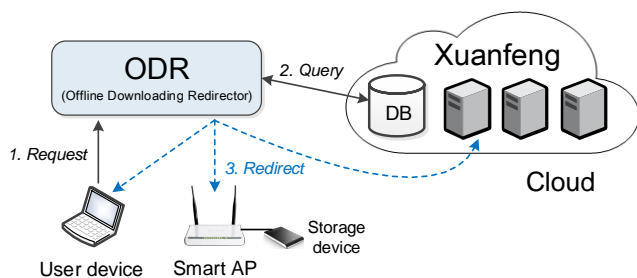 ODR
(Offline Downloading Redirector)
2. Query
Xuanfeng
DB
1. Request
3. Redirect
Cloud
Storage
device
User device
Smart AP